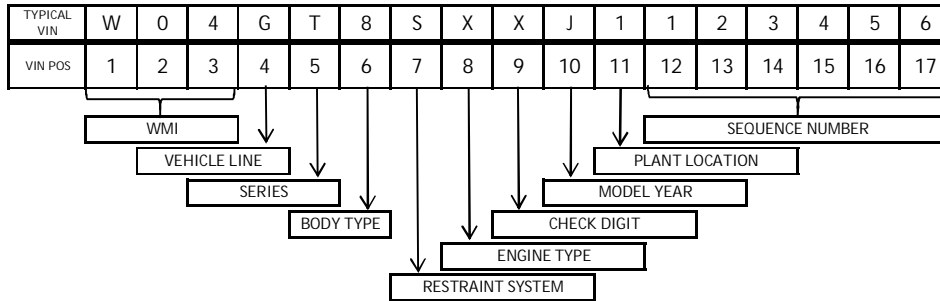 TYPICAL VIN W 0 4 G T 8 S X X J 1 1 2 3 4 5 6
VIN POS 1 2 3 4 5 6 7 8 9 10 11 12 13 14 15 16 17
WMI SEQUENCE NUMBER
VEHICLE LINE PLANT LOCATION
SERIES MODEL YEAR
BODY TYPE CHECK DIGIT
ENGINE TYPE
RESTRAINT SYSTEM